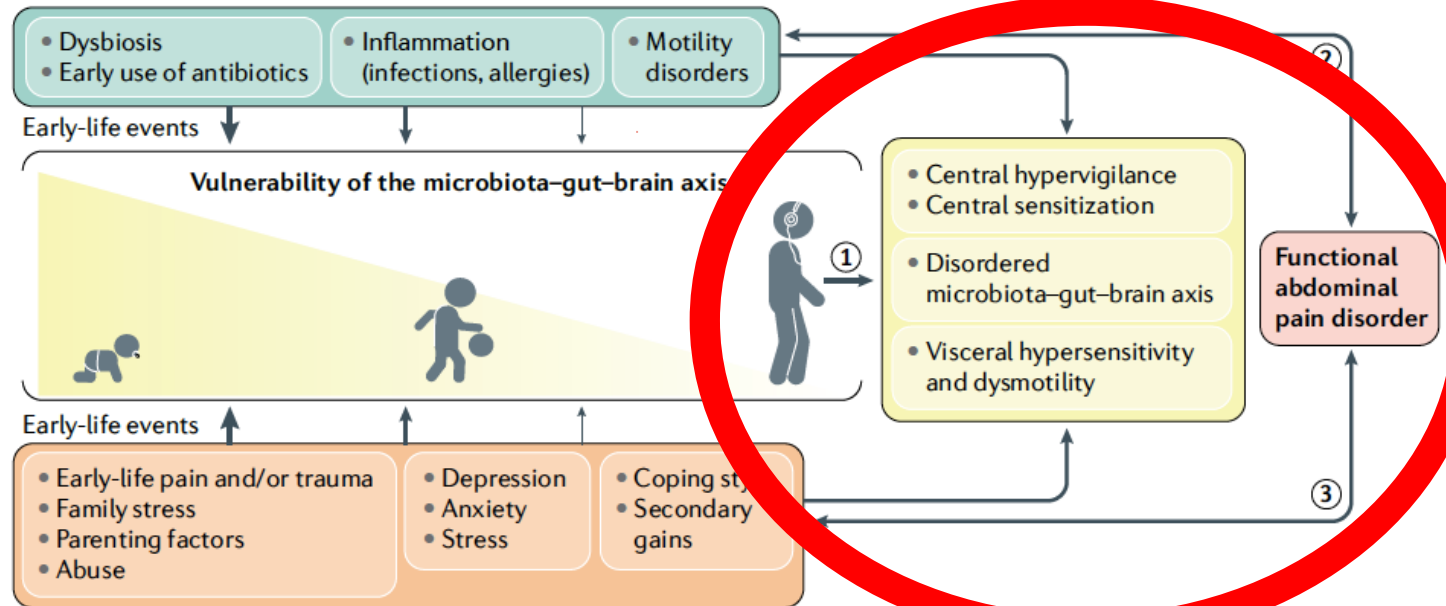 • Dysbiosis
• Early use of antibiotics
• Inflammation
(infections, allergies)
• Motility
disorders
Early-life events
Vulnerability of the microbiota–gut–brain axis
①
②
• Central hypervigilance
• Central sensitization
• Disordered
microbiota–gut–brain axis
• Visceral hypersensitivity
and dysmotility
Functional
abdominal
pain disorder
Early-life events
• Early-life pain and/or trauma
• Family stress
• Parenting factors
• Abuse
• Depression
• Anxiety
• Stress
• Coping
• Secondary
gains
③